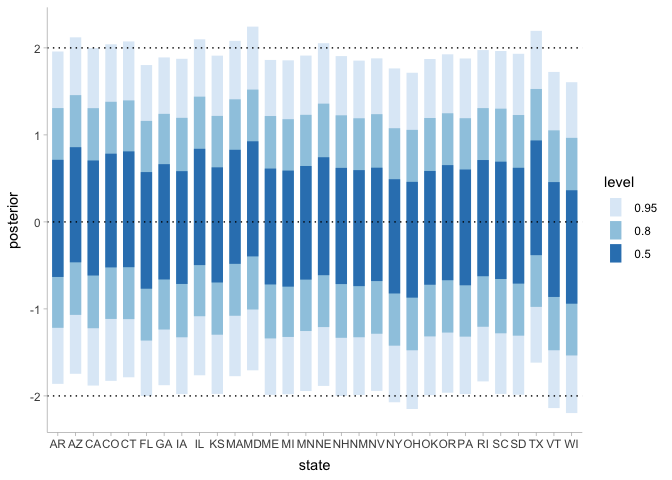 2
1
0
-1
-2
posterior
AR AZ CA CO CT FL GA IA IL KS MA MD ME MI MN NE NH NM NV NY OH OK OR PA RI SC SD TX VT WI
state
level
0.95
0.8
0.5